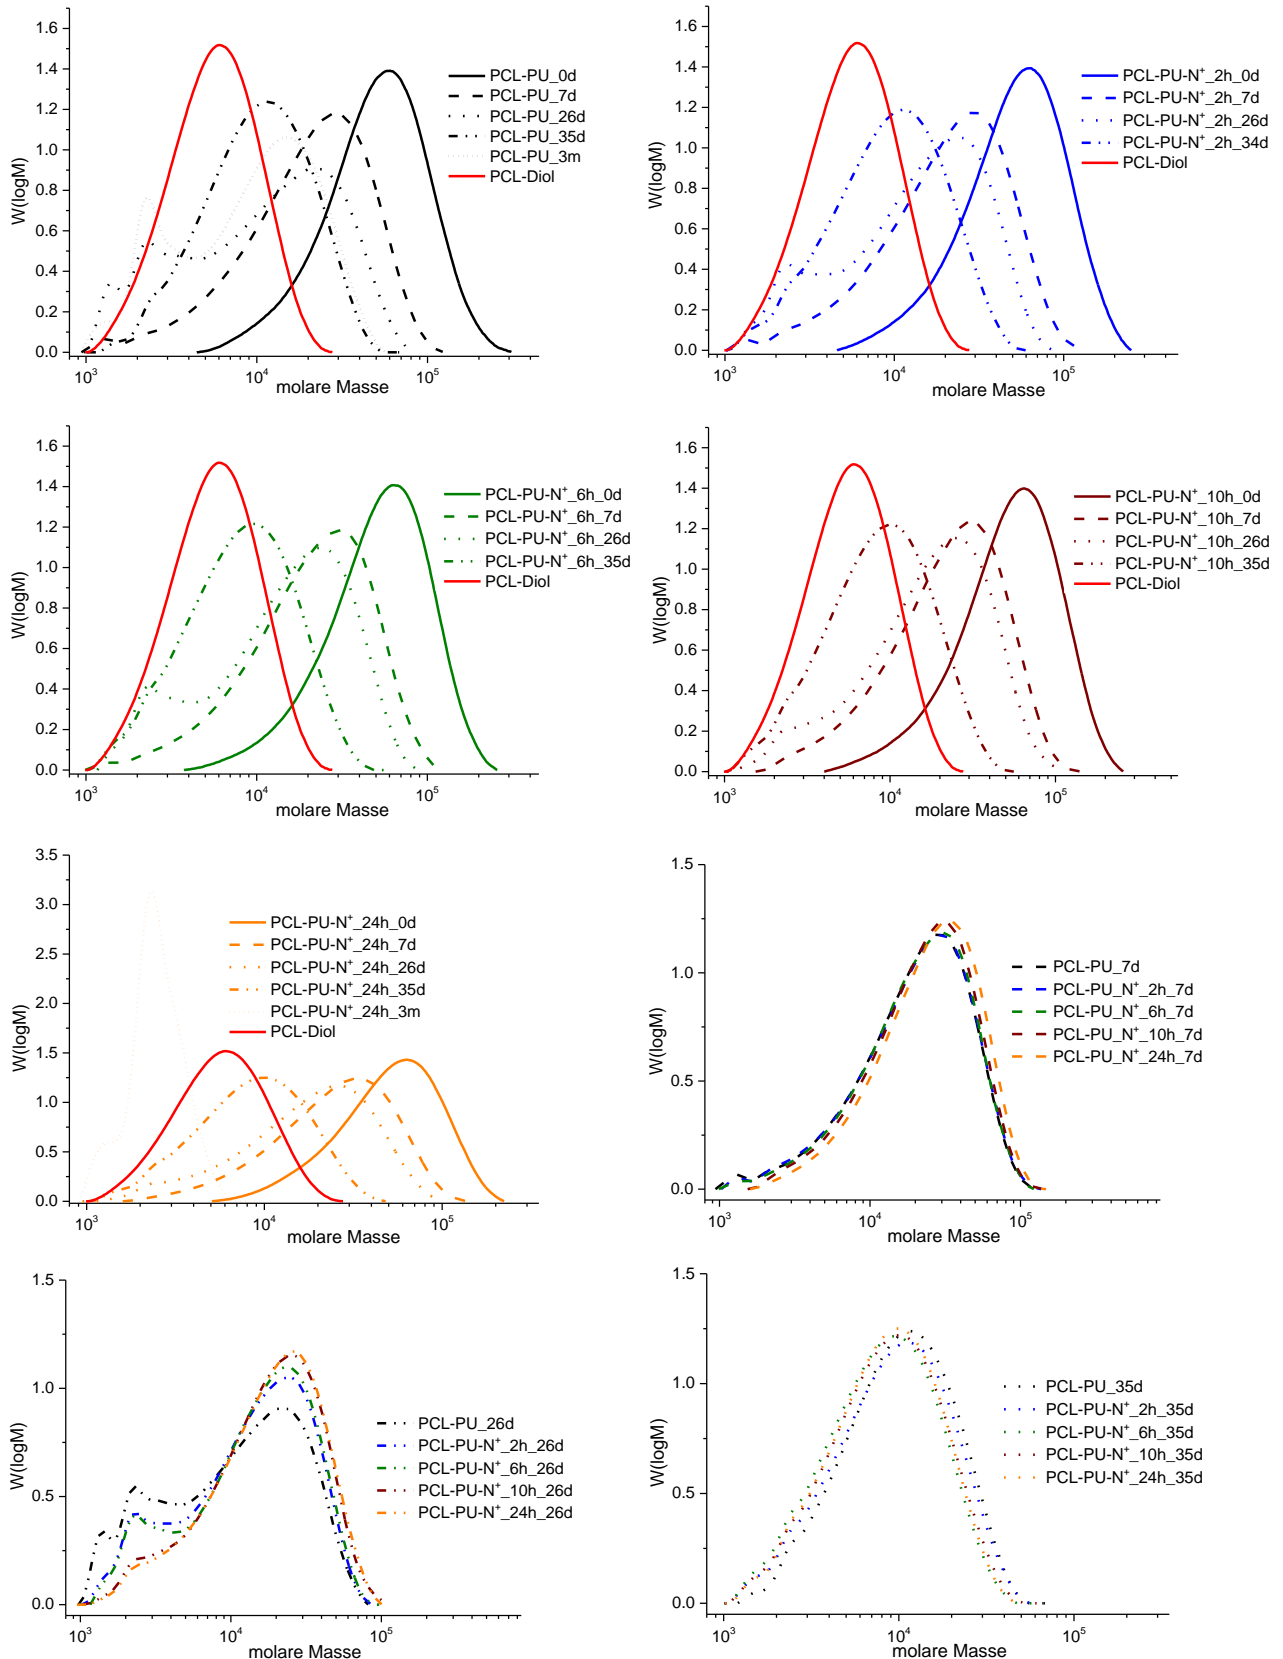 W(logM)
1.6
1.4
1.2
1.0
0.8
0.6
0.4
0.2
0.0
10³
10⁴
10⁵
molare Masse
PCL-PU_0d
PCL-PU_7d
PCL-PU_26d
PCL-PU_35d
PCL-PU_3m
PCL-Diol
W(logM)
1.6
1.4
1.2
1.0
0.8
0.6
0.4
0.2
0.0
10³
10⁴
10⁵
molare Masse
PCL-PU-N⁺_2h_0d
PCL-PU-N⁺_2h_7d
PCL-PU-N⁺_2h_26d
PCL-PU-N⁺_2h_34d
PCL-Diol
W(logM)
1.6
1.4
1.2
1.0
0.8
0.6
0.4
0.2
0.0
10³
10⁴
10⁵
molare Masse
PCL-PU-N⁺_6h_0d
PCL-PU-N⁺_6h_7d
PCL-PU-N⁺_6h_26d
PCL-PU-N⁺_6h_35d
PCL-Diol
W(logM)
1.6
1.4
1.2
1.0
0.8
0.6
0.4
0.2
0.0
10³
10⁴
10⁵
molare Masse
PCL-PU-N⁺_10h_0d
PCL-PU-N⁺_10h_7d
PCL-PU-N⁺_10h_26d
PCL-PU-N⁺_10h_35d
PCL-Diol
W(logM)
3.5
3.0
2.5
2.0
1.5
1.0
0.5
0.0
10³
10⁴
10⁵
molare Masse
PCL-PU-N⁺_24h_0d
PCL-PU-N⁺_24h_7d
PCL-PU-N⁺_24h_26d
PCL-PU-N⁺_24h_35d
PCL-PU-N⁺_24h_3m
PCL-Diol
W(logM)
1.5
1.0
0.5
0.0
10³
10⁴
10⁵
molare Masse
PCL-PU_7d
PCL-PU_N⁺_2h_7d
PCL-PU_N⁺_6h_7d
PCL-PU_N⁺_10h_7d
PCL-PU_N⁺_24h_7d
W(logM)
1.5
1.0
0.5
0.0
10³
10⁴
10⁵
molare Masse
PCL-PU_26d
PCL-PU-N⁺_2h_26d
PCL-PU-N⁺_6h_26d
PCL-PU-N⁺_10h_26d
PCL-PU-N⁺_24h_26d
W(logM)
1.5
1.0
0.5
0.0
10³
10⁴
10⁵
molare Masse
PCL-PU_35d
PCL-PU-N⁺_2h_35d
PCL-PU-N⁺_6h_35d
PCL-PU-N⁺_10h_35d
PCL-PU-N⁺_24h_35d